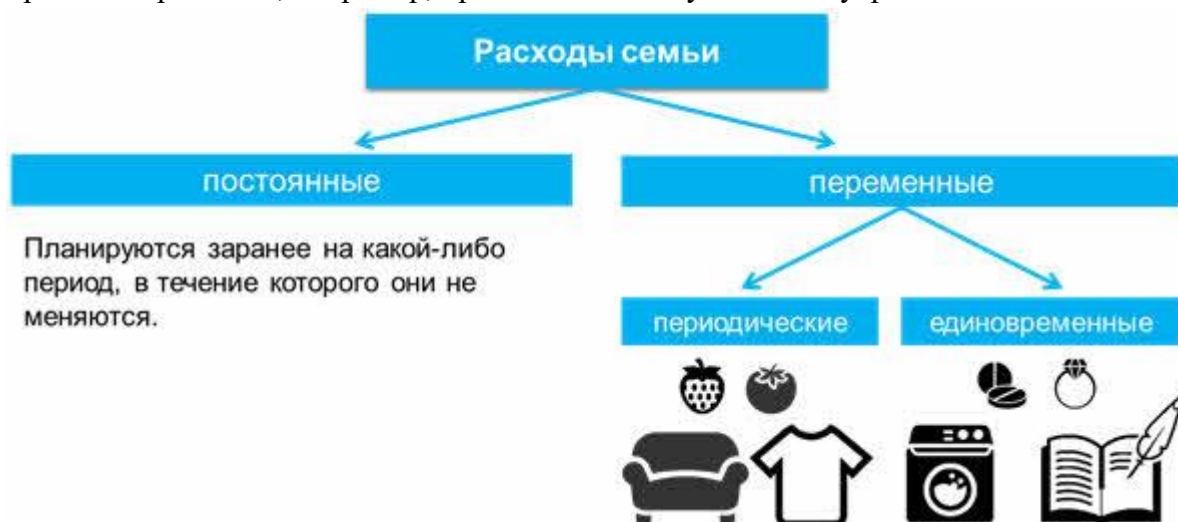 Расходы семьи
постоянные
переменные
Планируются заранее на какой-либо
период, в течение которого они не
меняются.
периодические
единовременные